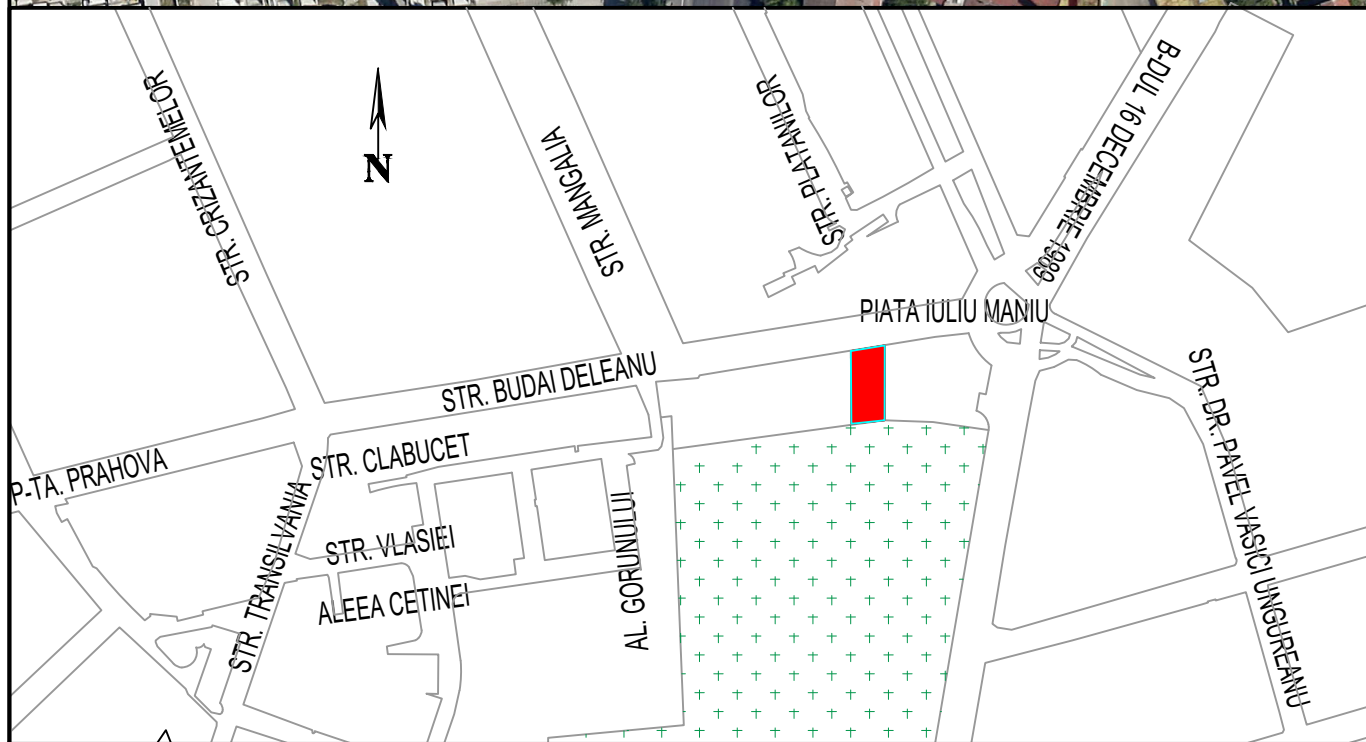 STR. CRIZANTEMELOR
N
STR. MANGALIA
STR. PLATANILOR
B-DUL 16 DECEMBRIE 1989
PIATA IULIU MANIU
STR. BUDAI DELEANU
STR. CLABUCET
P-TA. PRAHOVA
STR. TRANSILVANIA
STR. VLASIEI
ALEEA CETINEI
AL. GORUNULUI
STR. DR. PAVEL VASICI UNGUREANU